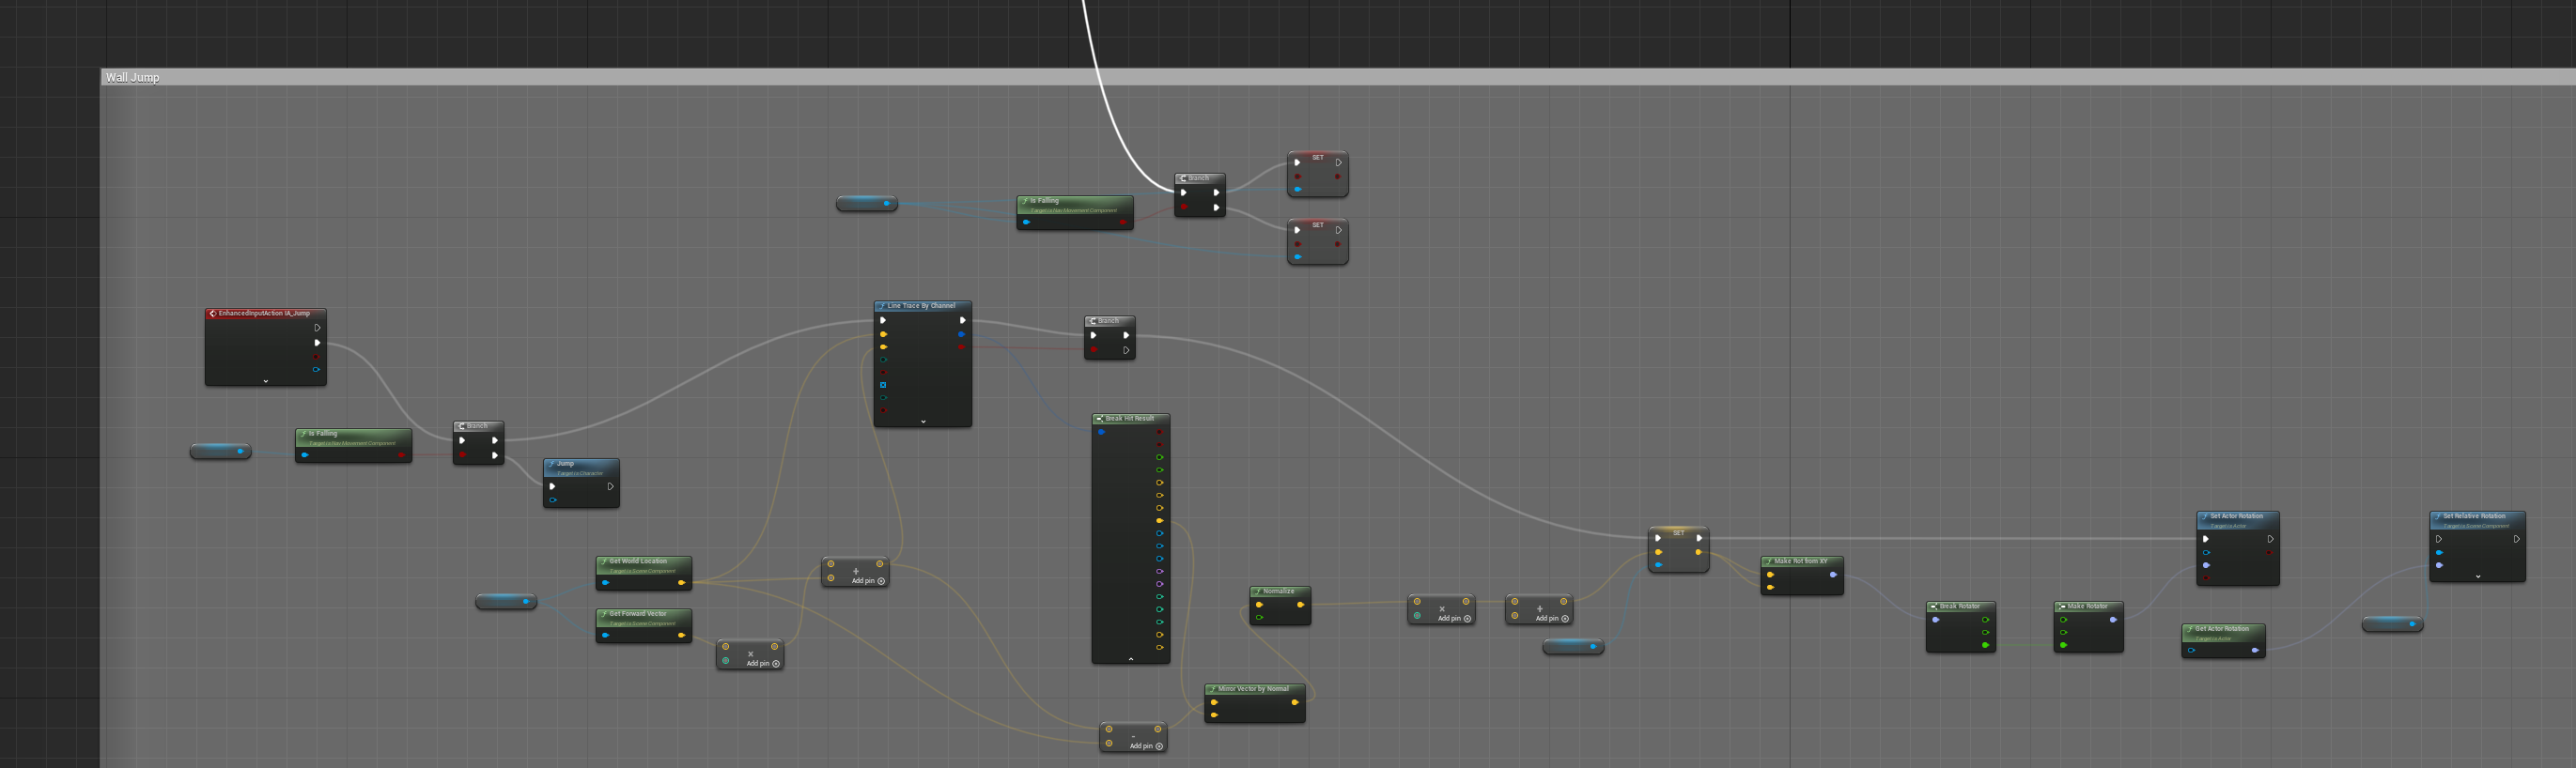 Wall Jump
Branch
SET
Is Falling
Target is Nav Movement Component
SET
EnhancedInputAction IA_Jump
Line Trace By Channel
Branch
Is Falling
Target is Nav Movement Component
Branch
Jump
Target is Character
Break Hit Result
Get World Location
Target is Scene Component
+
Add pin
Get Forward Vector
Target is Scene Component
×
Add pin
Normalize
×
Add pin
+
Add pin
SET
Make Rot from XY
Set Actor Rotation
Target is Actor
Set Relative Rotation
Target is Scene Component
Break Rotator
Make Rotator
Get Actor Rotation
Target is Actor
Mirror Vector by Normal
-
Add pin